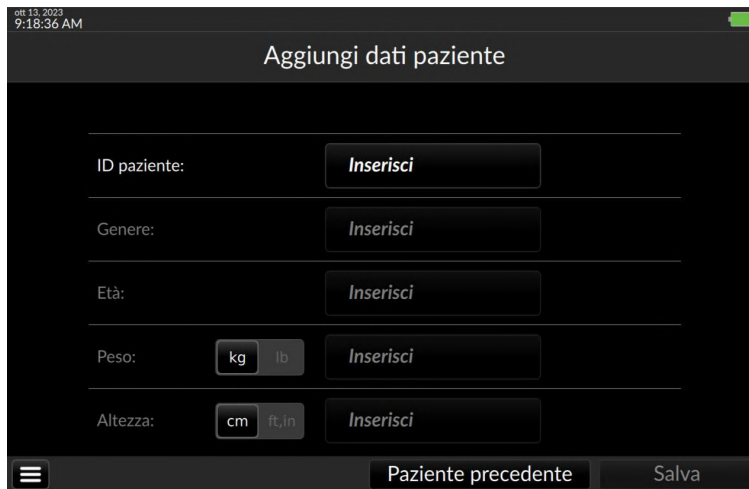 ott 13, 2023
9:18:36 AM
Aggiungi dati paziente
ID paziente: Inserisci
Genere: Inserisci
Età: Inserisci
Peso: kg lb Inserisci
Altezza: cm ft,in Inserisci
Paziente precedente Salva